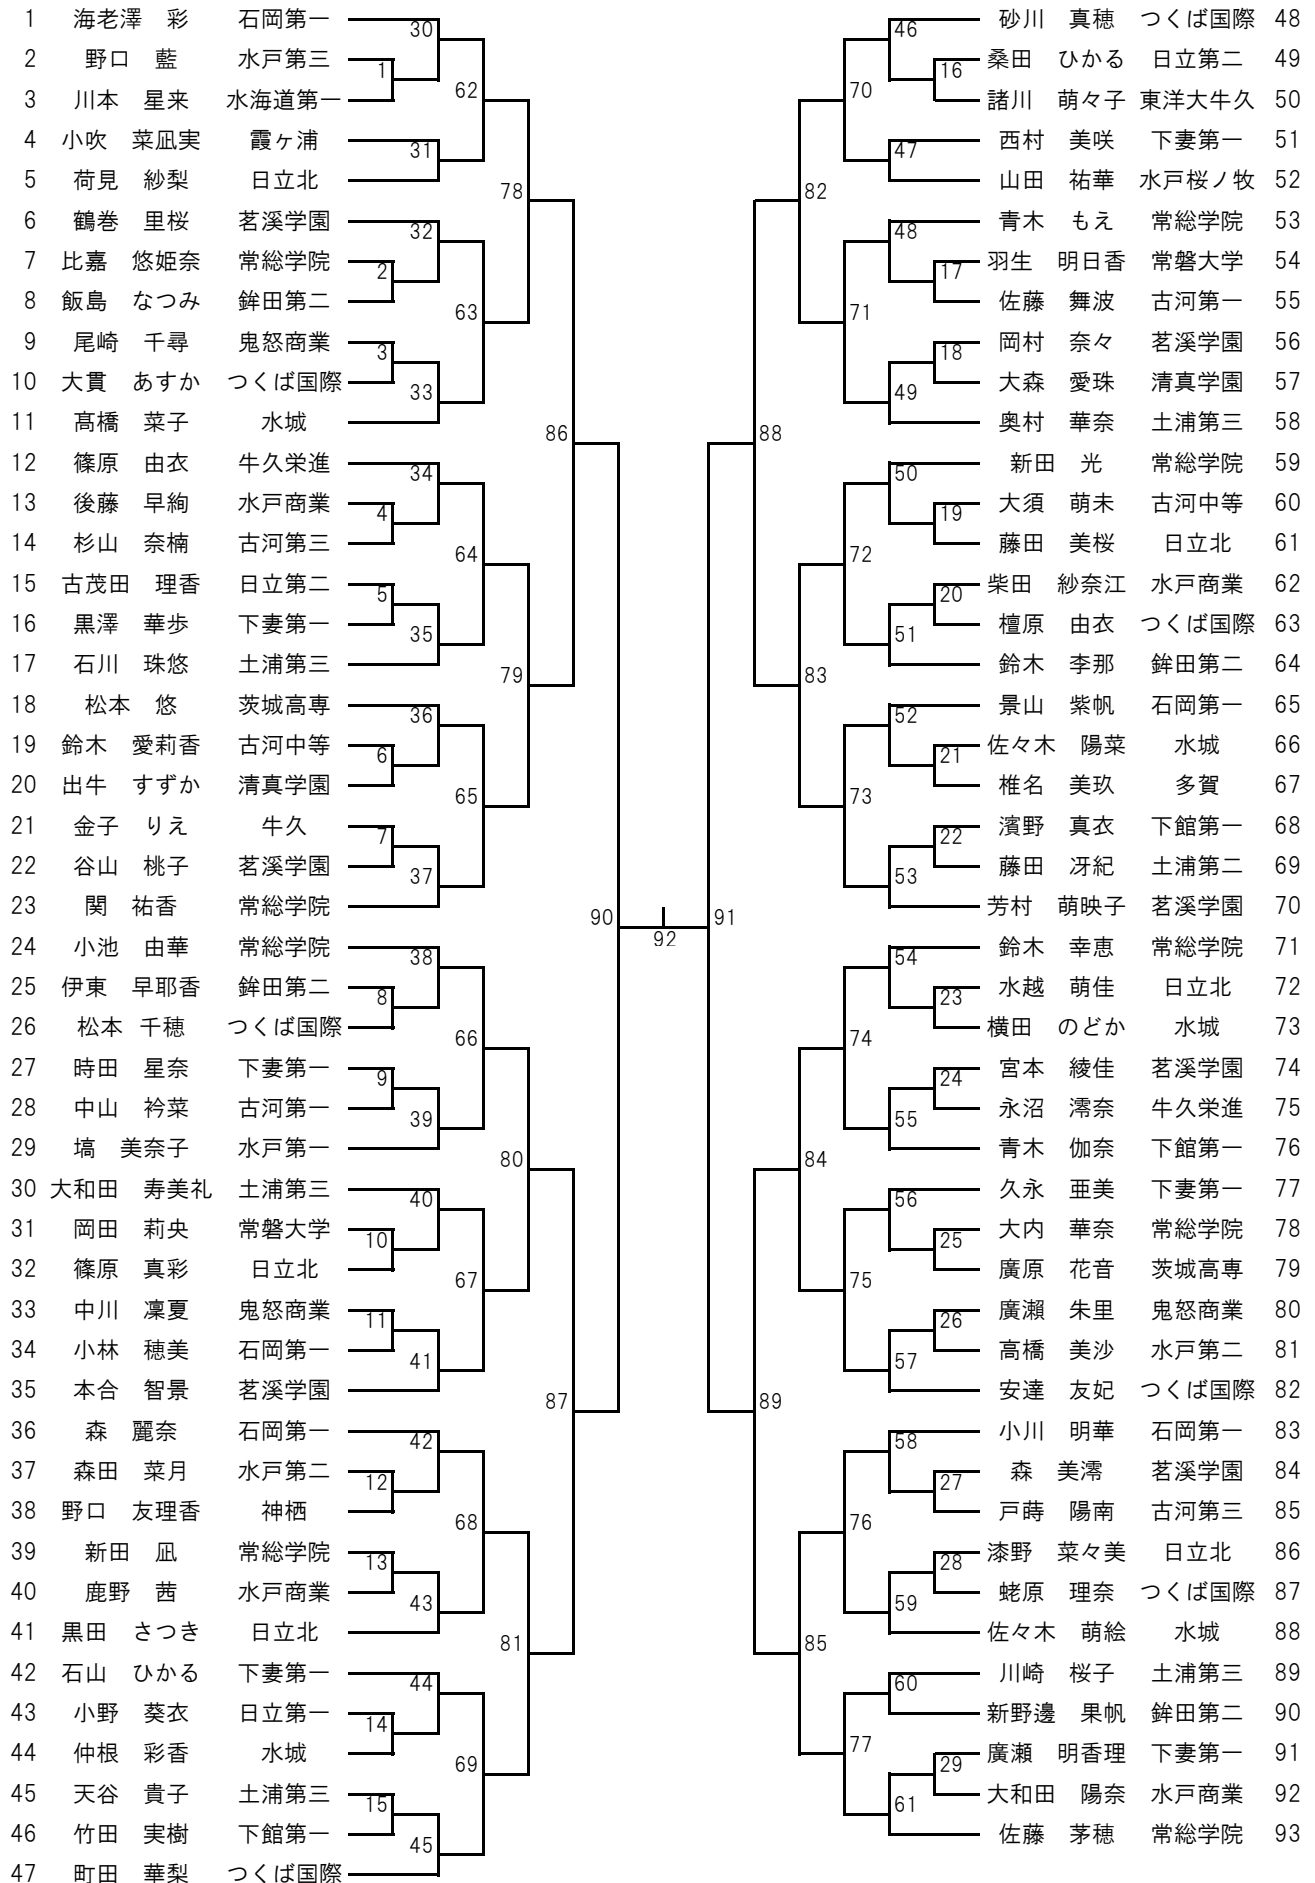 1 海老澤 彩 石岡第一
2 野口 藍 水戸第三
3 川本 星来 水海道第一
4 小吹 菜凪実 霞ヶ浦
5 荷見 紗梨 日立北
6 鶴巻 里桜 茗溪学園
7 比嘉 悠姫奈 常総学院
8 飯島 なつみ 鉾田第二
9 尾崎 千尋 鬼怒商業
10 大貫 あすか つくば国際
11 髙橋 菜子 水城
12 篠原 由衣 牛久栄進
13 後藤 早絢 水戸商業
14 杉山 奈楠 古河第三
15 古茂田 理香 日立第二
16 黒澤 華歩 下妻第一
17 石川 珠悠 土浦第三
18 松本 悠 茨城高専
19 鈴木 愛莉香 古河中等
20 出牛 すずか 清真学園
21 金子 りえ 牛久
22 谷山 桃子 茗溪学園
23 関 祐香 常総学院
24 小池 由華 常総学院
25 伊東 早耶香 鉾田第二
26 松本 千穂 つくば国際
27 時田 星奈 下妻第一
28 中山 衿菜 古河第一
29 塙 美奈子 水戸第一
30 大和田 寿美礼 土浦第三
31 岡田 莉央 常磐大学
32 篠原 真彩 日立北
33 中川 凜夏 鬼怒商業
34 小林 穂美 石岡第一
35 本合 智景 茗溪学園
36 森 麗奈 石岡第一
37 森田 菜月 水戸第二
38 野口 友理香 神栖
39 新田 凪 常総学院
40 鹿野 茜 水戸商業
41 黒田 さつき 日立北
42 石山 ひかる 下妻第一
43 小野 葵衣 日立第一
44 仲根 彩香 水城
45 天谷 貴子 土浦第三
46 竹田 実樹 下館第一
47 町田 華梨 つくば国際
30
1
62
31
78
32
2
63
3
33
86
34
4
64
5
35
79
36
6
65
7
37
90
38
8
66
9
39
80
40
10
67
11
41
87
42
12
68
13
43
81
44
14
69
15
45
92
91
46
16
70
47
82
48
17
71
18
49
88
50
19
72
20
51
83
52
21
73
22
53
54
23
74
24
55
84
56
25
75
26
57
89
58
27
76
28
59
85
60
77
29
61
砂川 真穂 つくば国際 48
桑田 ひかる 日立第二 49
諸川 萌々子 東洋大牛久 50
西村 美咲 下妻第一 51
山田 祐華 水戸桜ノ牧 52
青木 もえ 常総学院 53
羽生 明日香 常磐大学 54
佐藤 舞波 古河第一 55
岡村 奈々 茗溪学園 56
大森 愛珠 清真学園 57
奥村 華奈 土浦第三 58
新田 光 常総学院 59
大須 萌未 古河中等 60
藤田 美桜 日立北 61
柴田 紗奈江 水戸商業 62
檀原 由衣 つくば国際 63
鈴木 李那 鉾田第二 64
景山 紫帆 石岡第一 65
佐々木 陽菜 水城 66
椎名 美玖 多賀 67
濱野 真衣 下館第一 68
藤田 冴紀 土浦第二 69
芳村 萌映子 茗溪学園 70
鈴木 幸恵 常総学院 71
水越 萌佳 日立北 72
横田 のどか 水城 73
宮本 綾佳 茗溪学園 74
永沼 澪奈 牛久栄進 75
青木 伽奈 下館第一 76
久永 亜美 下妻第一 77
大内 華奈 常総学院 78
廣原 花音 茨城高専 79
廣瀬 朱里 鬼怒商業 80
高橋 美沙 水戸第二 81
安達 友妃 つくば国際 82
小川 明華 石岡第一 83
森 美澪 茗溪学園 84
戸蒔 陽南 古河第三 85
漆野 菜々美 日立北 86
蛯原 理奈 つくば国際 87
佐々木 萌絵 水城 88
川崎 桜子 土浦第三 89
新野邊 果帆 鉾田第二 90
廣瀬 明香理 下妻第一 91
大和田 陽奈 水戸商業 92
佐藤 茅穂 常総学院 93